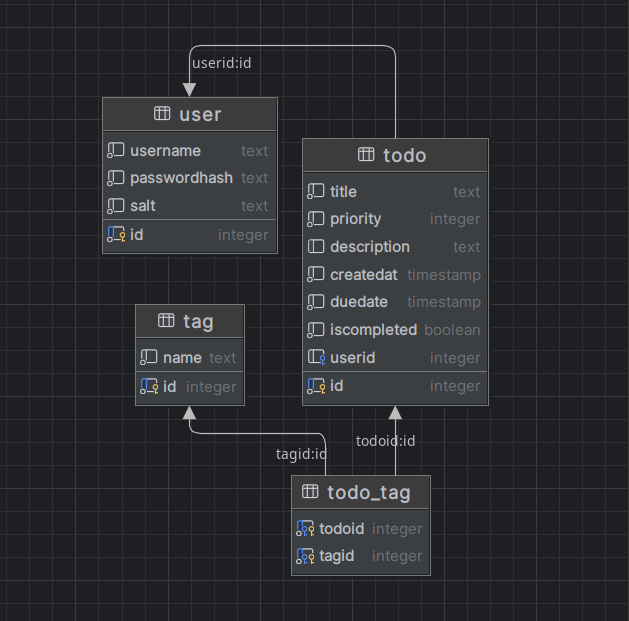 userid:id
user
username text
passwordhash text
salt text
id integer
todo
title text
priority integer
description text
createdat timestamp
duedate timestamp
iscompleted boolean
userid integer
id integer
tag
name text
id integer
tagid:id
todoid:id
todo_tag
todoid integer
tagid integer